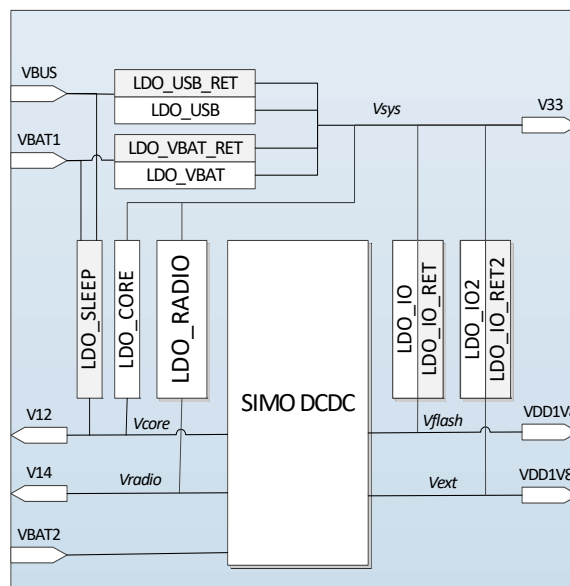 VBUS
LDO_USB_RET
LDO_USB
Vsys
V33
VBAT1
LDO_VBAT_RET
LDO_VBAT
LDO_SLEEP
LDO_CORE
LDO_RADIO
SIMO DCDC
LDO_IO
LDO_IO_RET
LDO_IO2
LDO_IO_RET2
V12
Vcore
Vflash
VDD1V8
V14
Vradio
Vext
VDD1V8
VBAT2